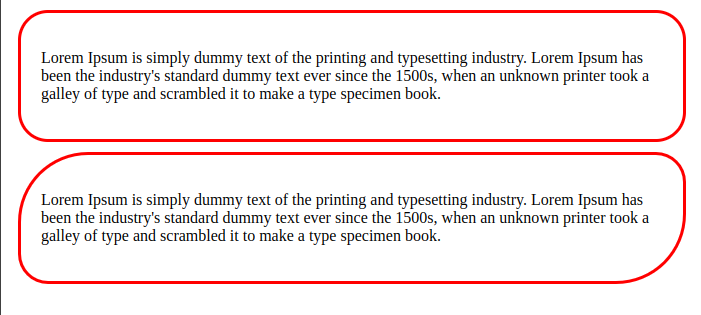 Lorem Ipsum is simply dummy text of the printing and typesetting industry. Lorem Ipsum has
been the industry's standard dummy text ever since the 1500s, when an unknown printer took a
galley of type and scrambled it to make a type specimen book.
Lorem Ipsum is simply dummy text of the printing and typesetting industry. Lorem Ipsum has
been the industry's standard dummy text ever since the 1500s, when an unknown printer took a
galley of type and scrambled it to make a type specimen book.